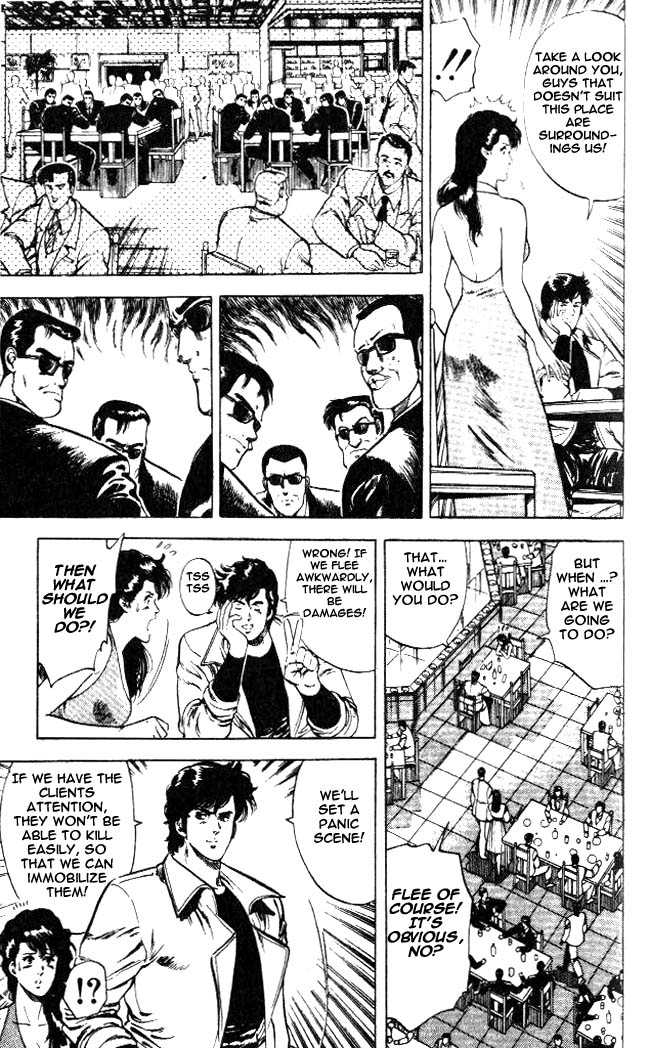 TAKE A LOOK
AROUND YOU,
GUYS THAT
DOESN'T SUIT
THIS PLACE
ARE
SURROUND-
INGS US!
!!
BUT
WHEN ...?
WHAT
ARE WE
GOING
TO DO?
THAT...
WHAT
WOULD
YOU DO?
FLEE OF
COURSE!
IT'S
OBVIOUS,
NO?
WRONG! IF
WE FLEE
AWKWARDLY,
THERE WILL
BE
DAMAGES!
TSS
TSS
THEN
WHAT
SHOULD
WE
DO?!
WE'LL
SET A
PANIC
SCENE!
IF WE HAVE THE
CLIENTS
ATTENTION,
THEY WON'T BE
ABLE TO KILL
EASILY, SO
THAT WE CAN
IMMOBILIZE
THEM!
!?